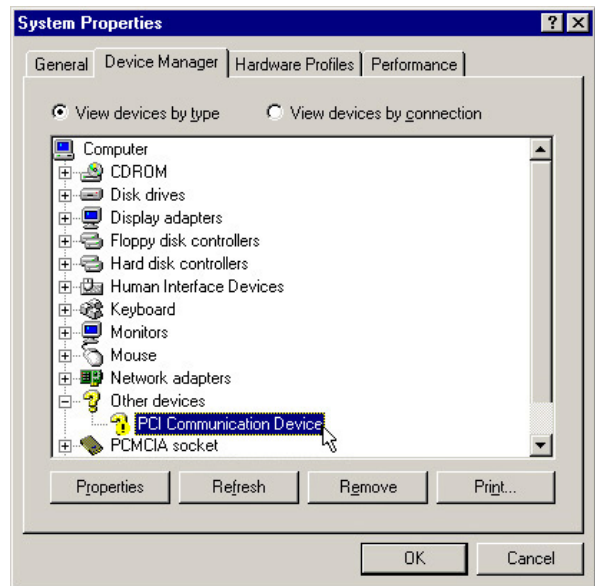 System Properties
General Device Manager Hardware Profiles Performance
View devices by type View devices by connection
Computer
CDROM
Disk drives
Display adapters
Floppy disk controllers
Hard disk controllers
Human Interface Devices
Keyboard
Monitors
Mouse
Network adapters
Other devices
PCI Communication Device
PCMCIA socket
Properties Refresh Remove Print...
OK Cancel